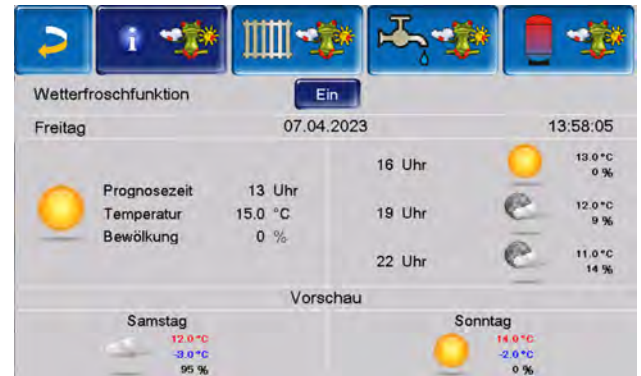 i
Wetterfroschfunktion Ein
Freitag 07.04.2023 13:58:05
Prognosezeit 13 Uhr
Temperatur 15.0 °C
Bewölkung 0 %
16 Uhr 13.0°C
0 %
19 Uhr 12.0°C
9 %
22 Uhr 11.0°C
14 %
Vorschau
Samstag
12.0°C
-3.0°C
95 %
Sonntag
14.0°C
-2.0°C
0 %